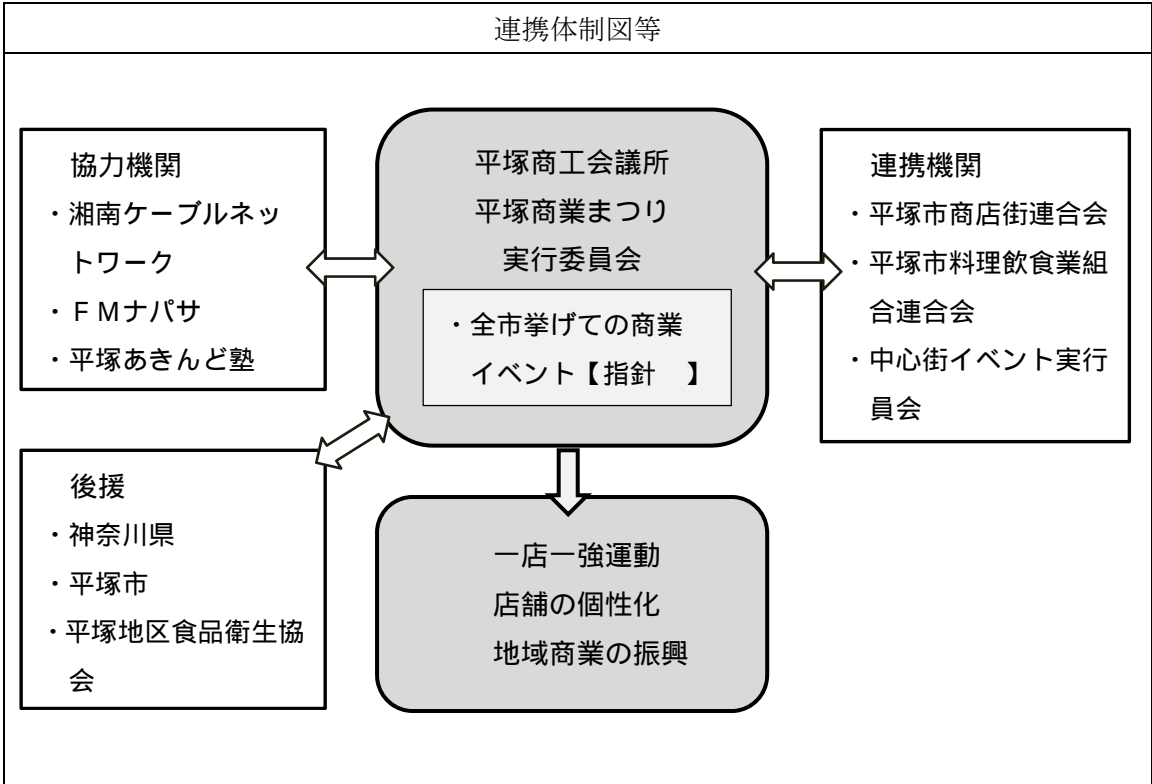 連携体制図等
協力機関
・湘南ケーブルネッ
トワーク
・ＦＭナパサ
・平塚あきんど塾
平塚商工会議所
平塚商業まつり
実行委員会
・全市挙げての商業
イベント【指針　】
連携機関
・平塚市商店街連合会
・平塚市料理飲食業組
合連合会
・中心街イベント実行
員会
後援
・神奈川県
・平塚市
・平塚地区食品衛生協
会
一店一強運動
店舗の個性化
地域商業の振興